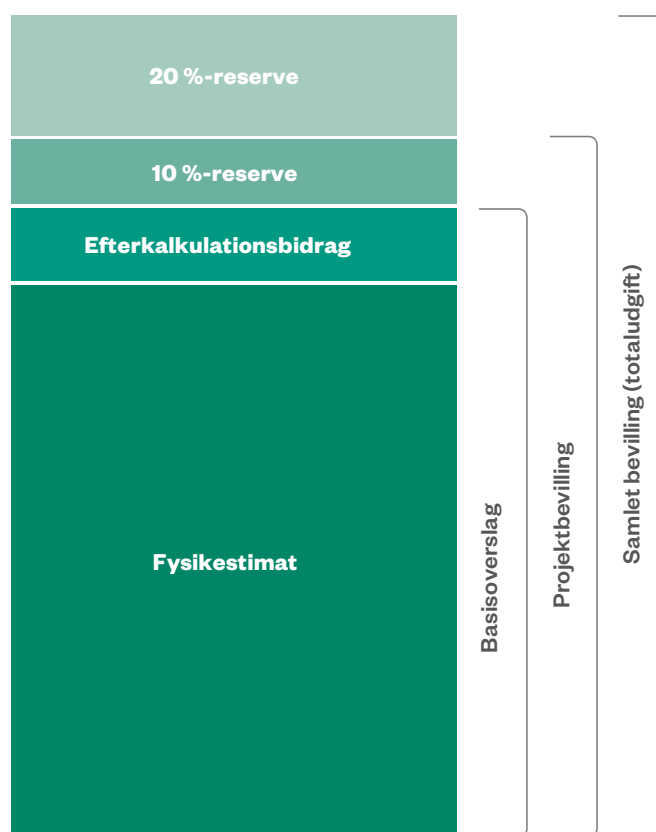 20 %-reserve
10 %-reserve
Efterkalkulationsbidrag
Fysikestimat
Basisoverslag
Projektbevilling
Samlet bevilling (totaludgift)